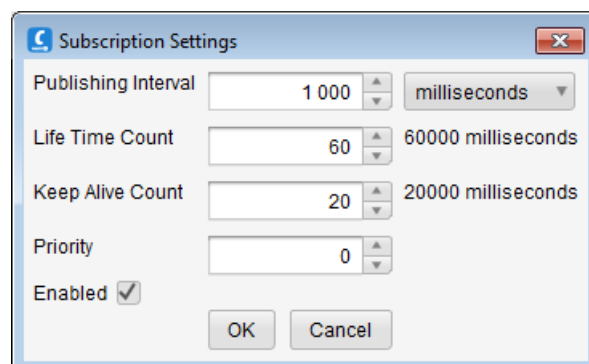 Subscription Settings
Publishing Interval 1 000 milliseconds
Life Time Count 60 60000 milliseconds
Keep Alive Count 20 20000 milliseconds
Priority 0
Enabled
OK Cancel